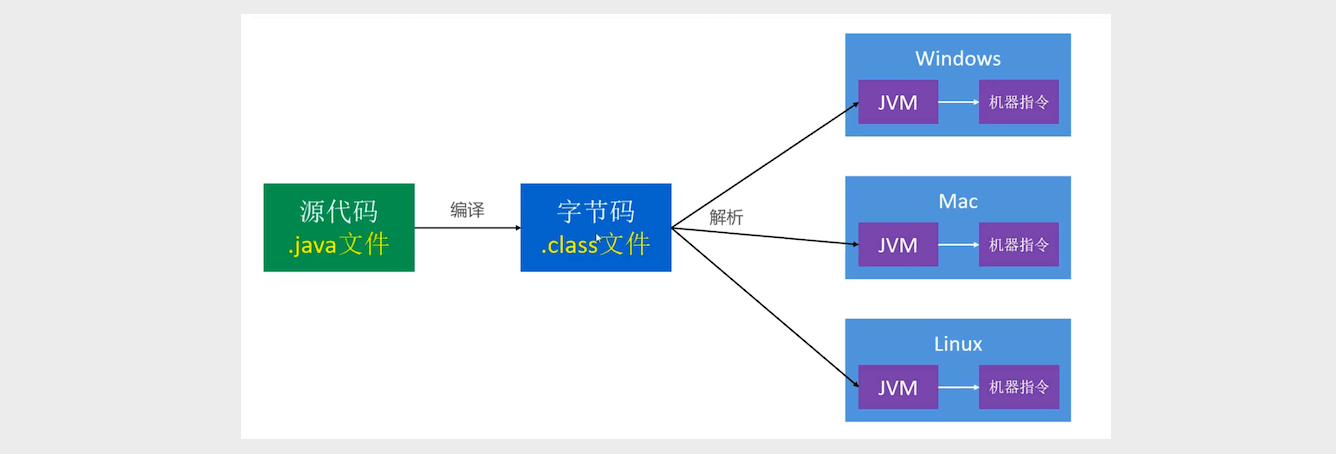 源代码
.java文件
编译
字节码
.class文件
解析
Windows
JVM
机器指令
Mac
JVM
机器指令
Linux
JVM
机器指令